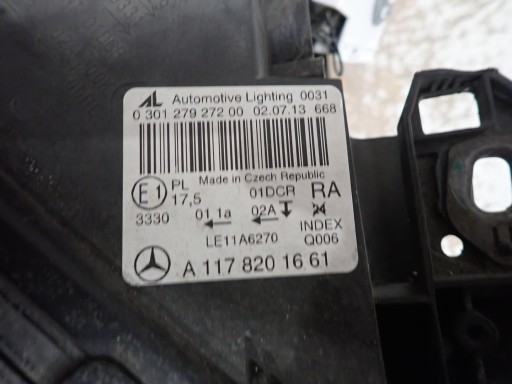 AL Automotive Lighting 0031
0 301 279 272 00 02.07.13 668
Made in Czech Republic
E1 PL 17,5 01DCR RA
3330 01 1a 02A
INDEX
LE11A6270 Q006
A 117 820 16 61